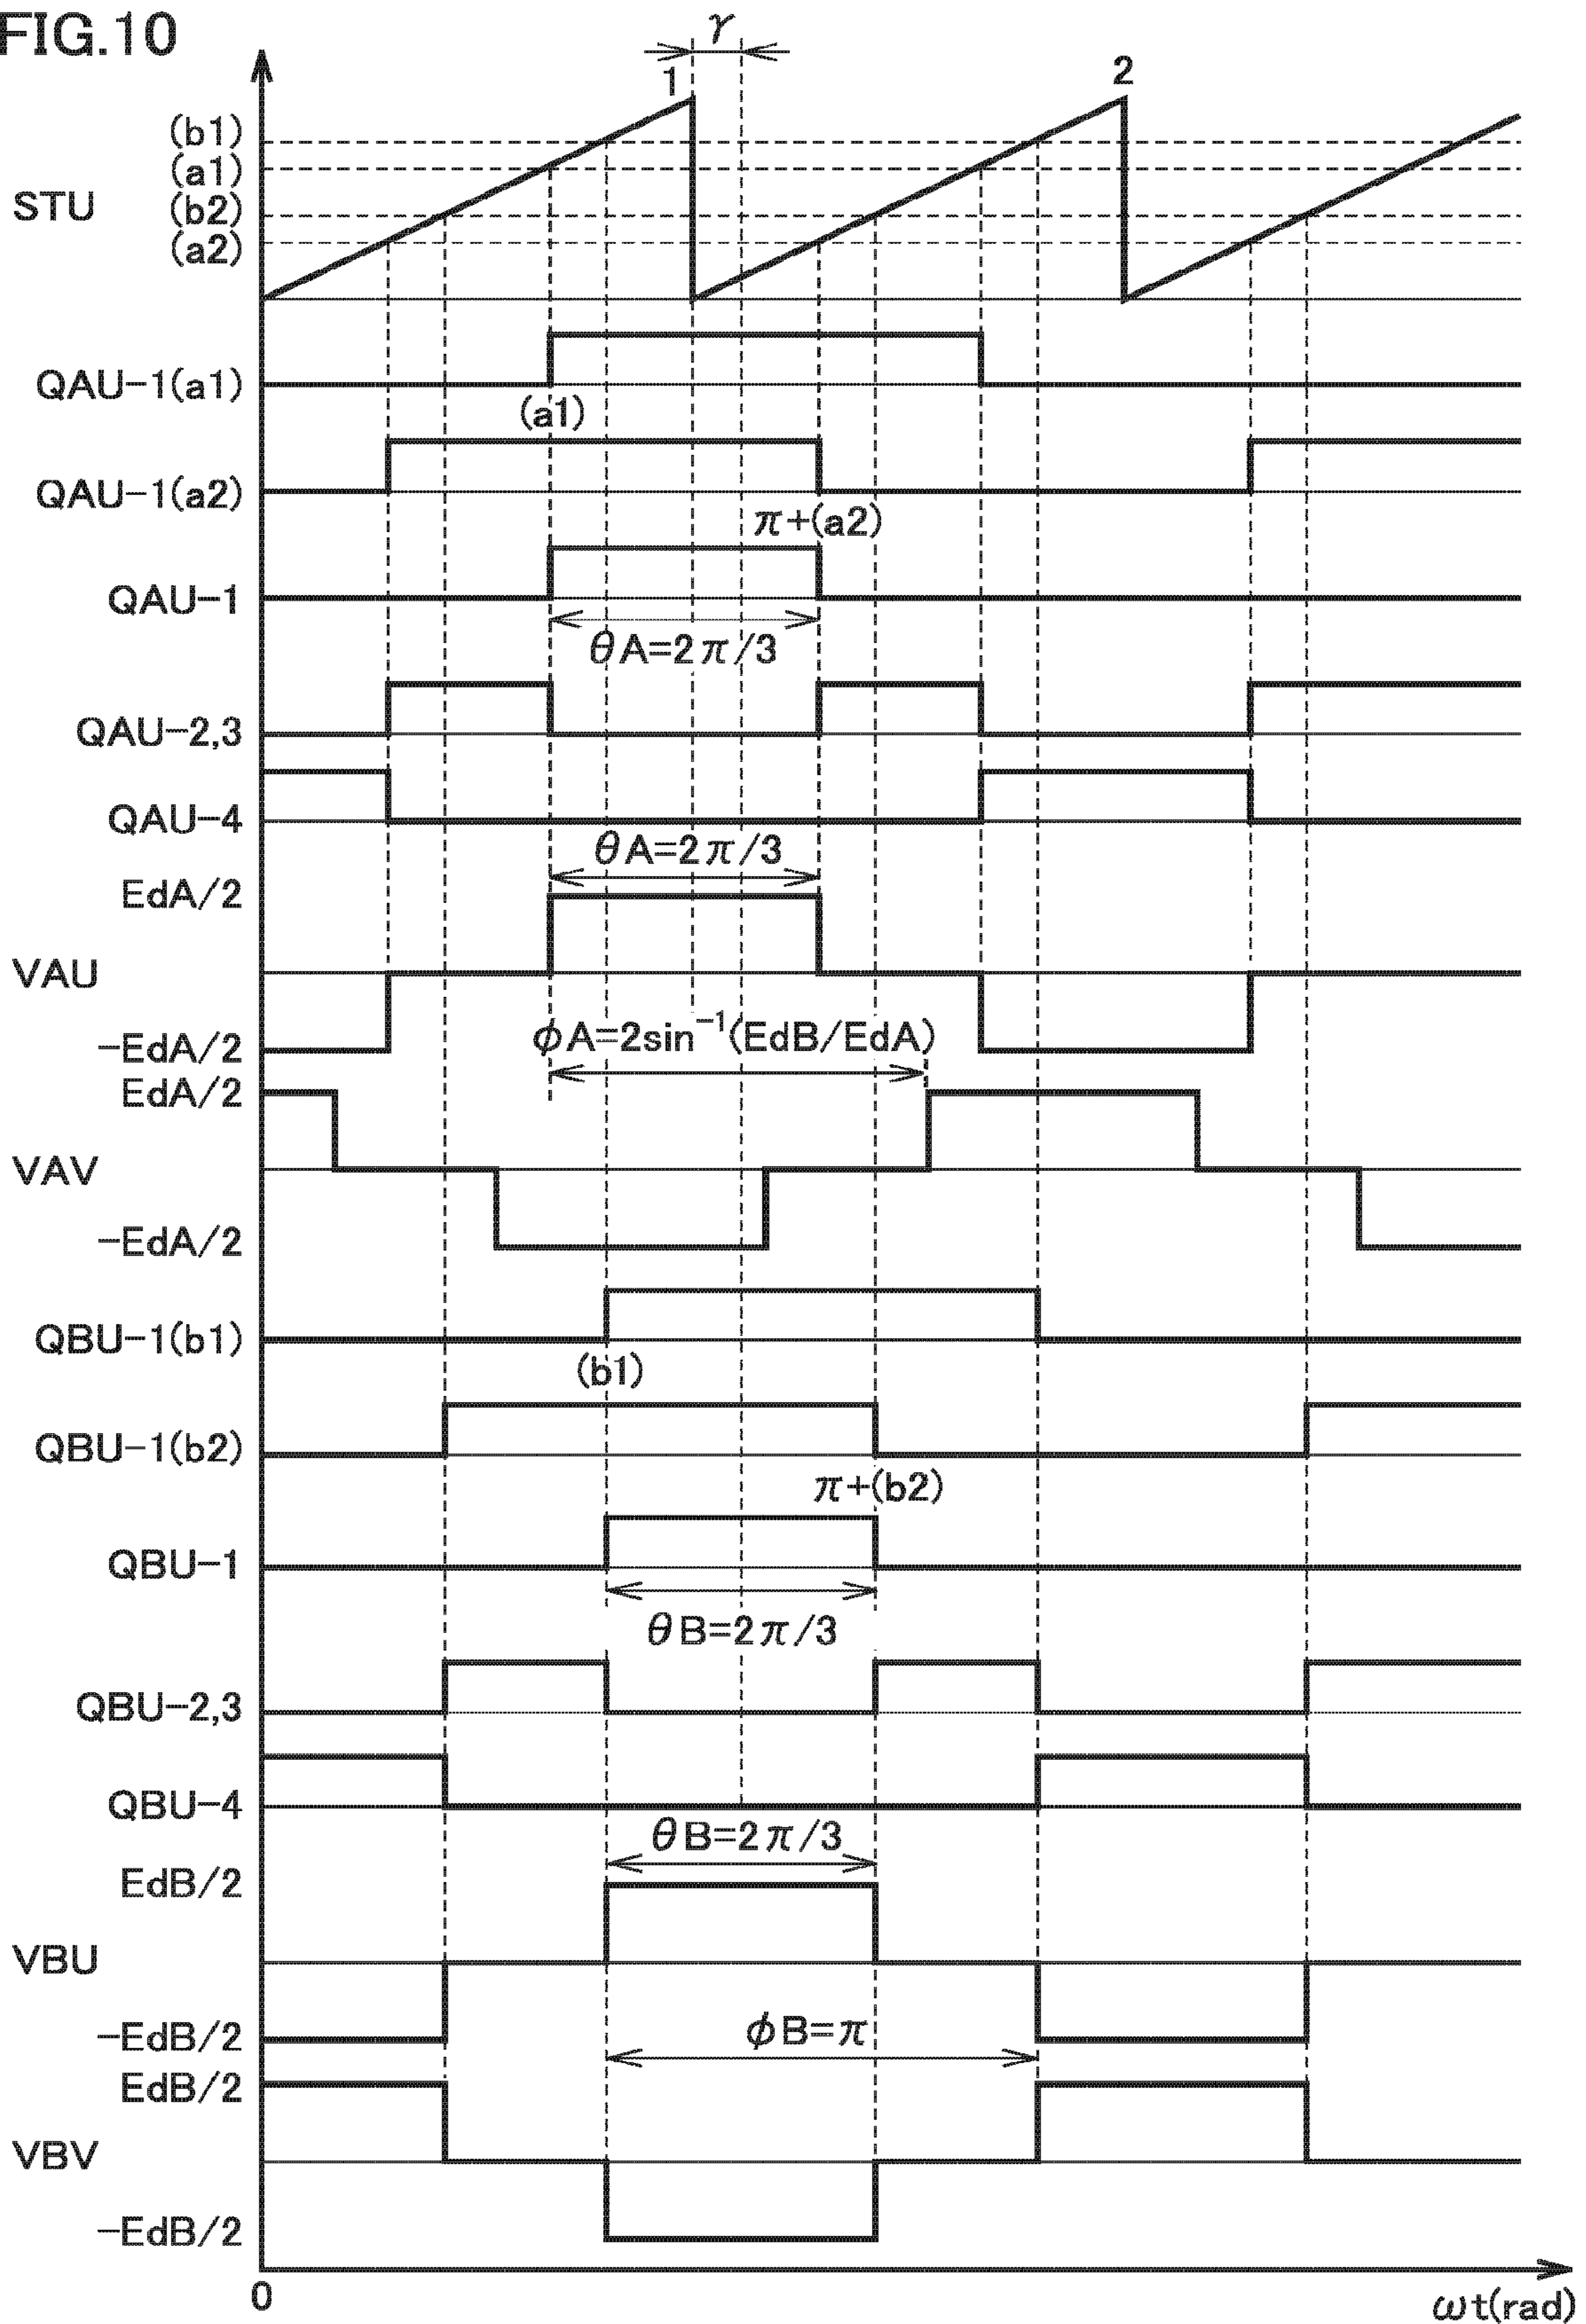 FIG.10
γ
1
2
(b1)
(a1)
STU
(b2)
(a2)
QAU-1(a1)
(a1)
QAU-1(a2)
π+(a2)
QAU-1
θA=2π/3
QAU-2,3
QAU-4
θA=2π/3
EdA/2
VAU
-EdA/2
ϕA=2sin⁻¹(EdB/EdA)
EdA/2
VAV
-EdA/2
QBU-1(b1)
(b1)
QBU-1(b2)
π+(b2)
QBU-1
θB=2π/3
QBU-2,3
QBU-4
θB=2π/3
EdB/2
VBU
-EdB/2
ϕB=π
EdB/2
VBV
-EdB/2
0
ωt(rad)